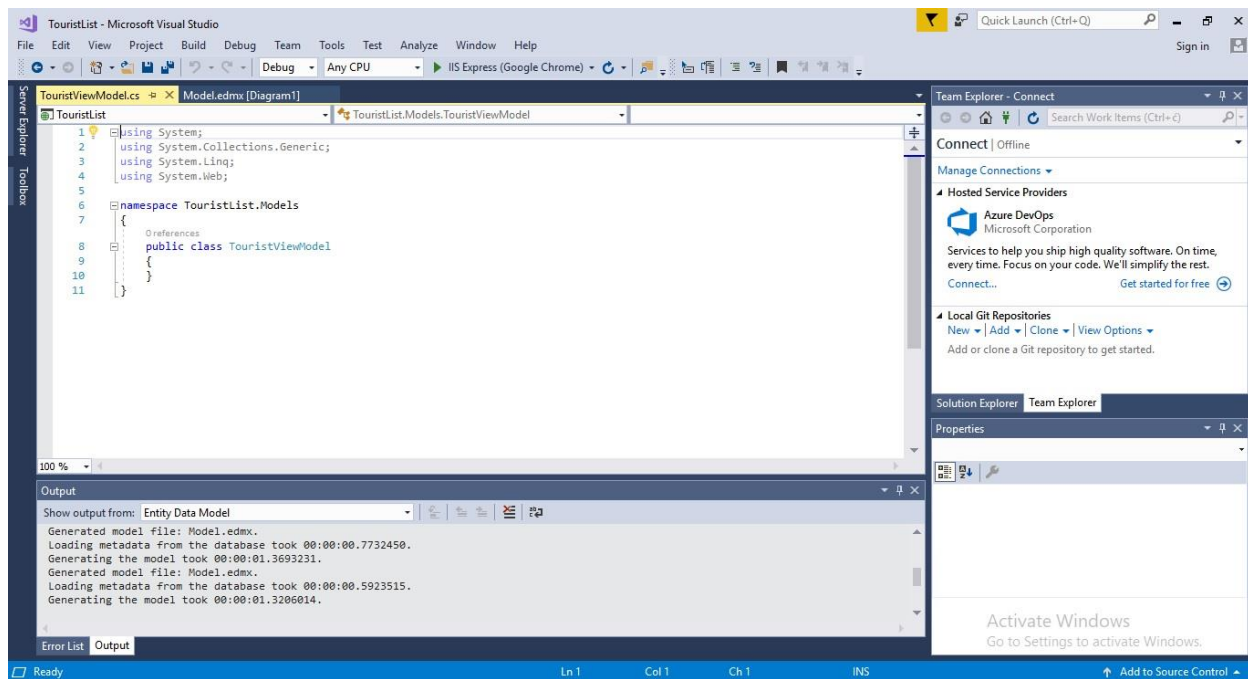 TouristList - Microsoft Visual Studio
Quick Launch (Ctrl+Q)
File Edit View Project Build Debug Team Tools Test Analyze Window Help
Sign in
Debug Any CPU IIS Express (Google Chrome)
Server Explorer
Toolbox
TouristViewModel.cs Model.edmx [Diagram1]
TouristList TouristList.Models.TouristViewModel
1 using System;
2 using System.Collections.Generic;
3 using System.Linq;
4 using System.Web;
5
6 namespace TouristList.Models
7 {
0 references
8 public class TouristViewModel
9 {
10 }
11 }
100 %
Output
Show output from: Entity Data Model
Generated model file: Model.edmx.
Loading metadata from the database took 00:00:00.7732450.
Generating the model took 00:00:01.3693231.
Generated model file: Model.edmx.
Loading metadata from the database took 00:00:00.5923515.
Generating the model took 00:00:01.3206014.
Error List Output
Team Explorer - Connect
Search Work Items (Ctrl+č)
Connect | Offline
Manage Connections
Hosted Service Providers
Azure DevOps
Microsoft Corporation
Services to help you ship high quality software. On time,
every time. Focus on your code. We'll simplify the rest.
Connect... Get started for free
Local Git Repositories
New Add Clone View Options
Add or clone a Git repository to get started.
Solution Explorer Team Explorer
Properties
Activate Windows
Go to Settings to activate Windows.
Ready Ln 1 Col 1 Ch 1 INS Add to Source Control